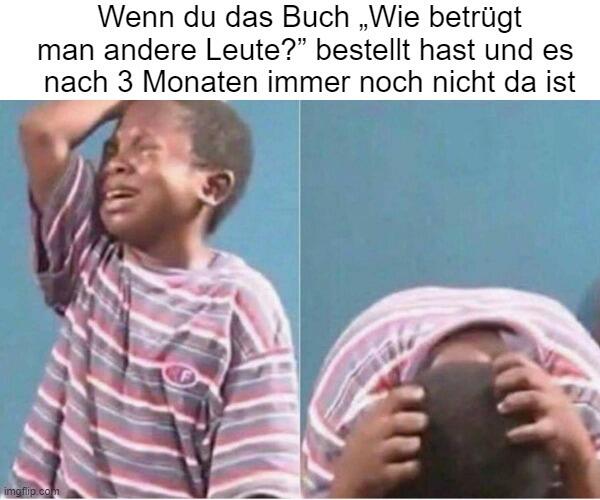 Wenn du das Buch „Wie betrügt
man andere Leute?” bestellt hast und es
nach 3 Monaten immer noch nicht da ist
imgflip.com